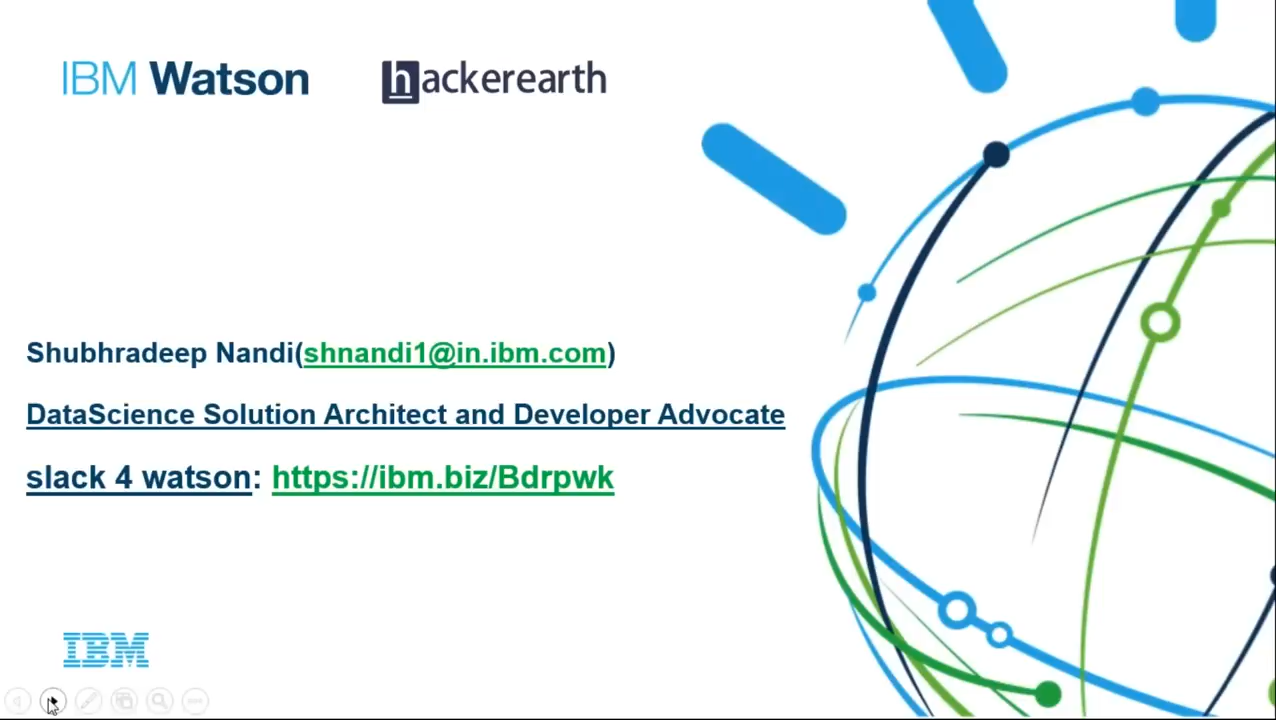 IBM Watson hackerearth
Shubhradeep Nandi(shnandi1@in.ibm.com)
DataScience Solution Architect and Developer Advocate
slack 4 watson: https://ibm.biz/Bdrpwk
IBM